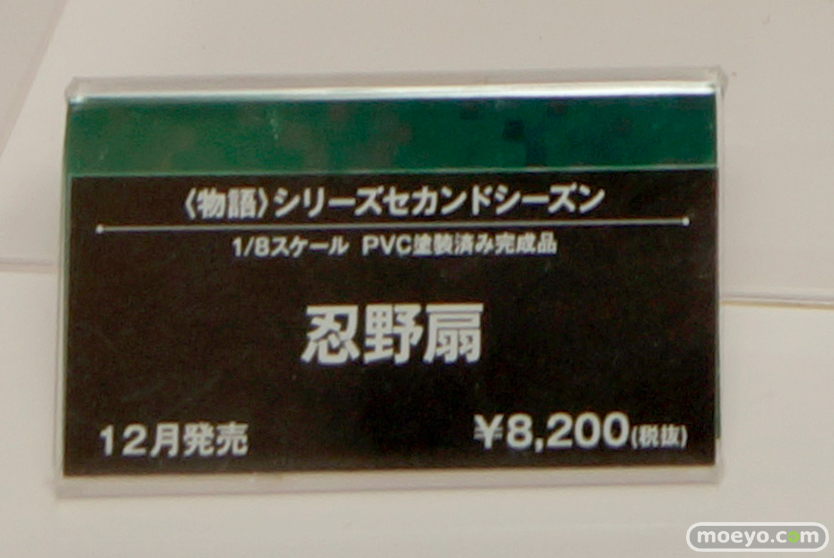 〈物語〉シリーズセカンドシーズン
1/8スケール PVC塗装済み完成品
忍野扇
12月発売
¥8,200(税抜)
moeyo.com